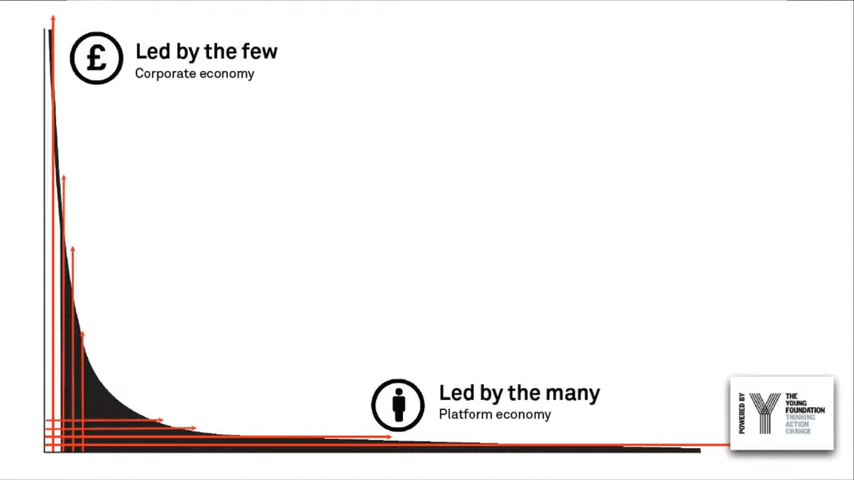 £
Led by the few
Corporate economy
Led by the many
Platform economy
POWERED BY
THE
YOUNG
FOUNDATION
THINKING
ACTION
CHANGE